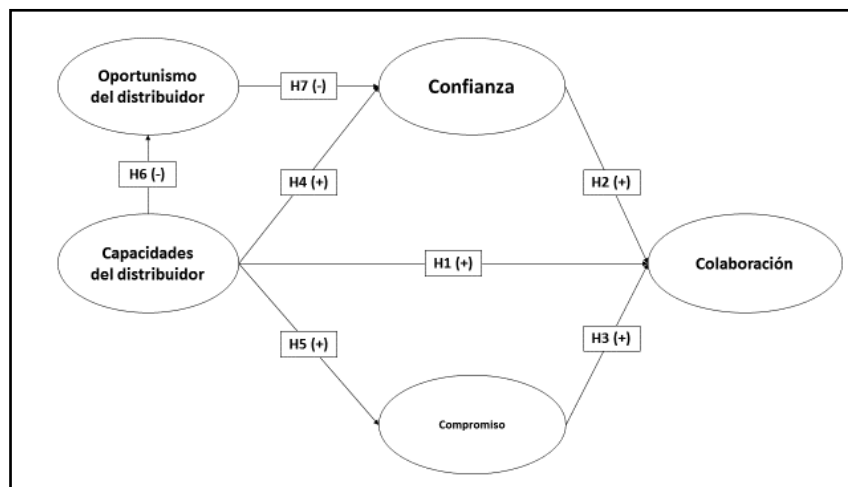 Oportunismo
del distribuidor
H7 (-)
Confianza
H6 (-)
H4 (+)
H2 (+)
Capacidades
del distribuidor
H1 (+)
Colaboración
H5 (+)
H3 (+)
Compromiso